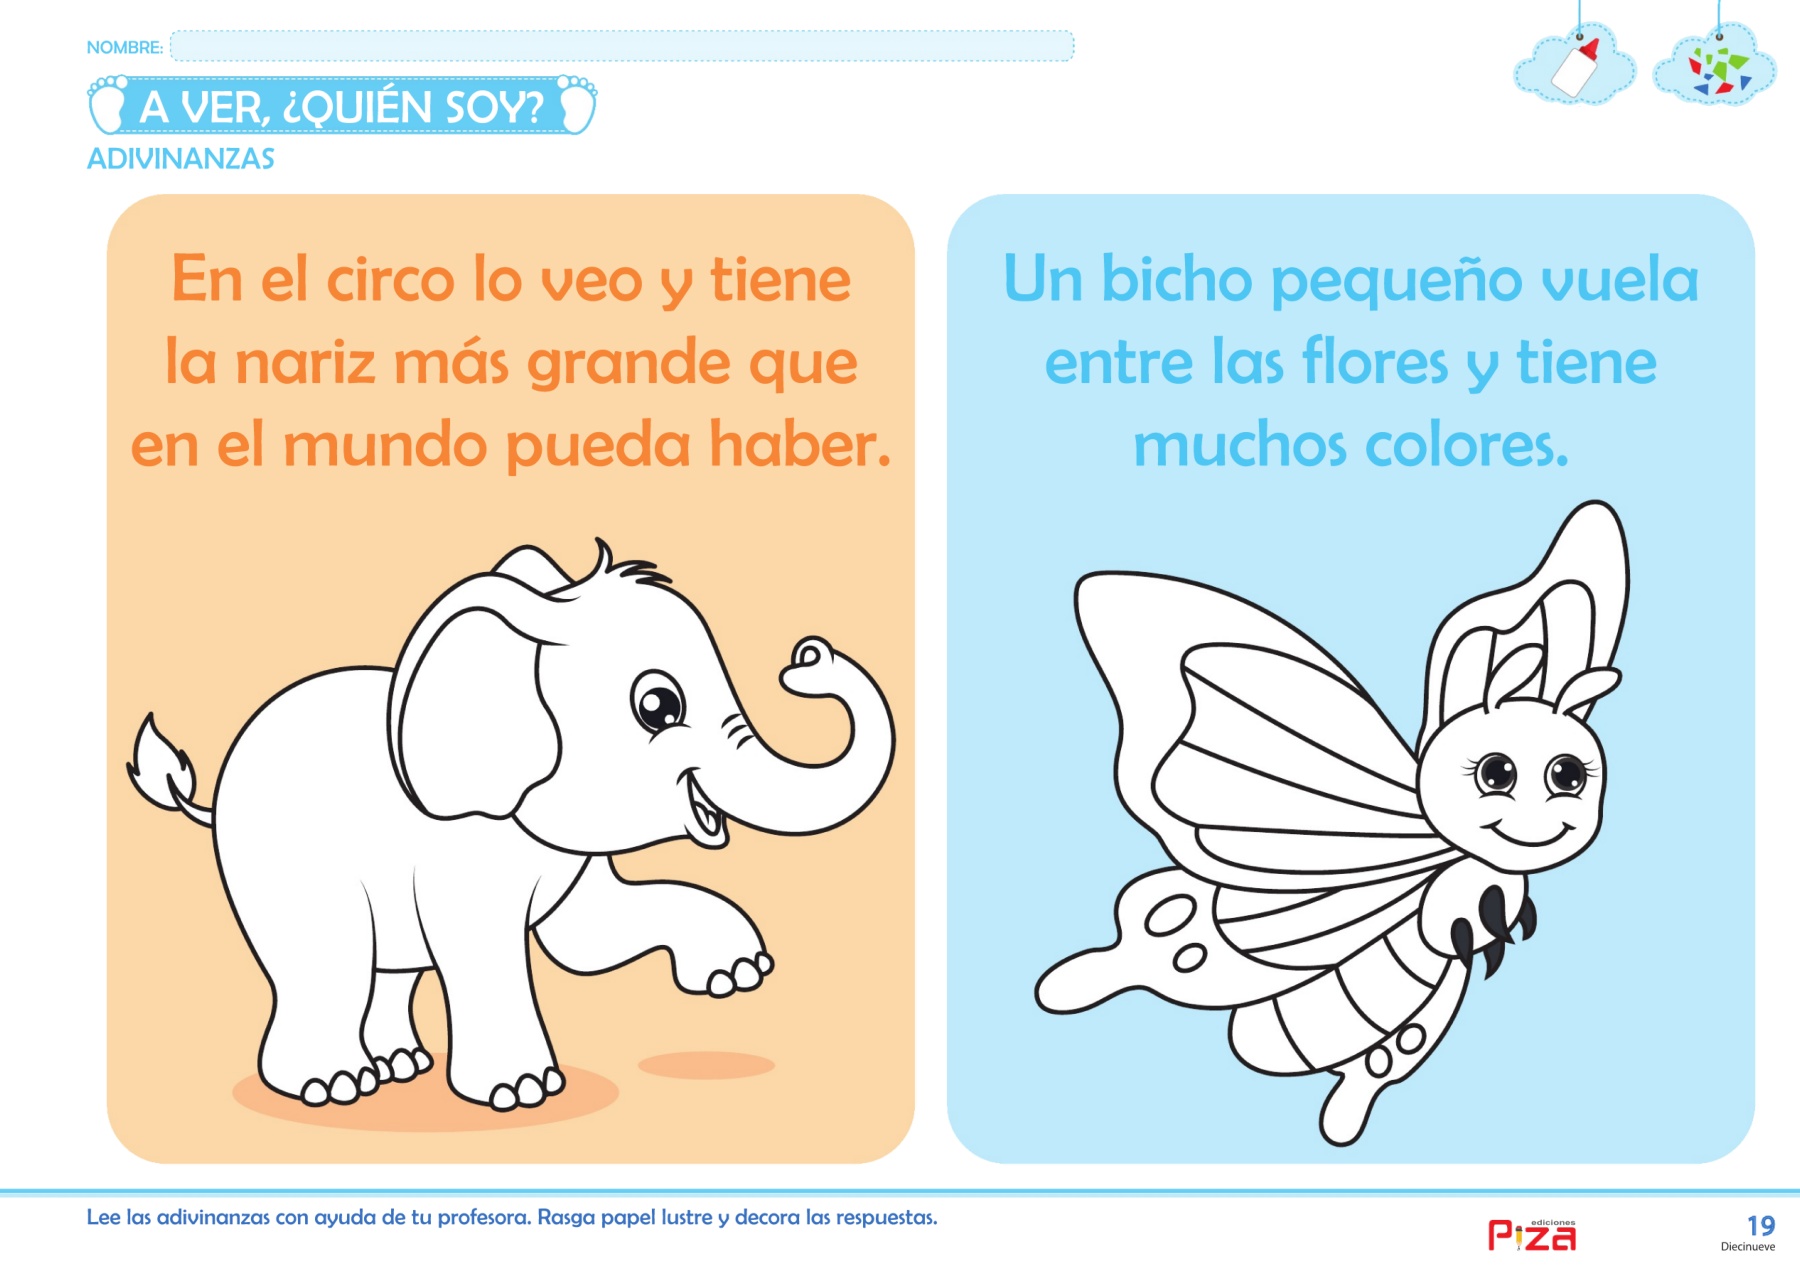 NOMBRE:
A VER, ¿QUIÉN SOY?
ADIVINANZAS
En el circo lo veo y tiene
la nariz más grande que
en el mundo pueda haber.
Un bicho pequeño vuela
entre las flores y tiene
muchos colores.
Lee las adivinanzas con ayuda de tu profesora. Rasga papel lustre y decora las respuestas.
ediciones
Piza
19
Diecinueve